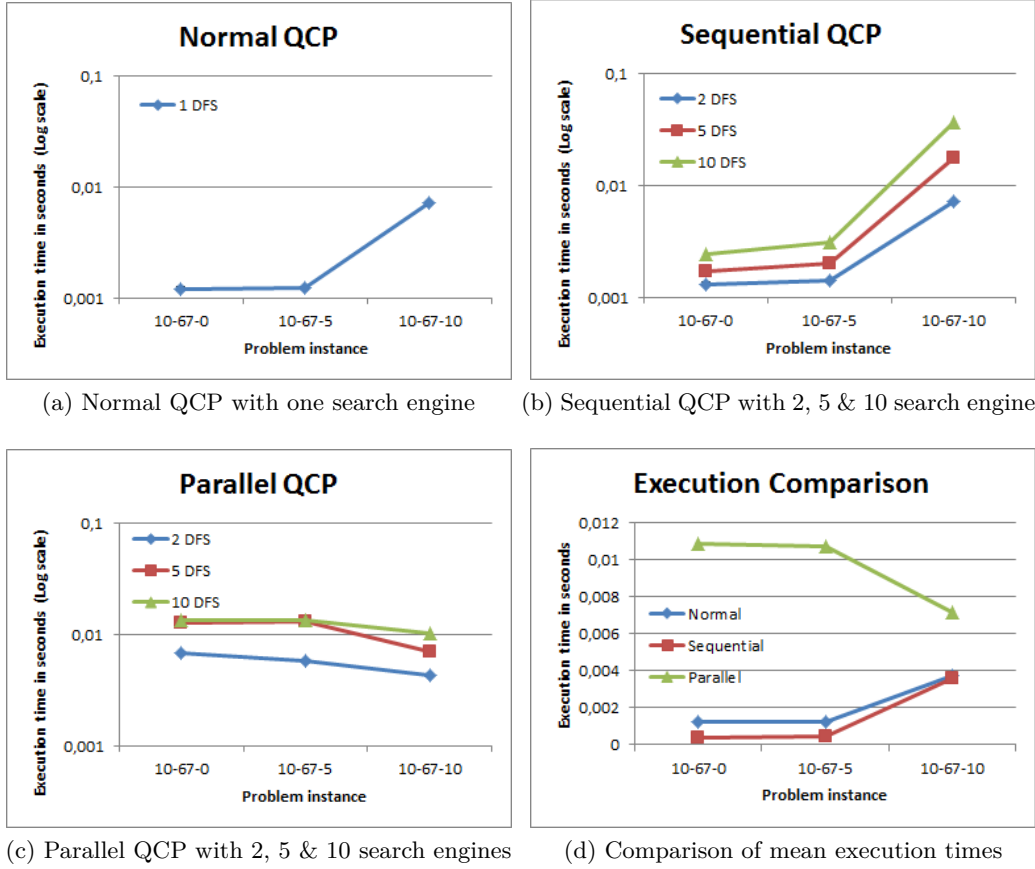 Normal QCP
Execution time in seconds (Log scale)
0,1
0,01
0,001
1 DFS
10-67-0 10-67-5 10-67-10
Problem instance
(a) Normal QCP with one search engine
Sequential QCP
Execution time in seconds (Log scale)
0,1
0,01
0,001
2 DFS
5 DFS
10 DFS
10-67-0 10-67-5 10-67-10
Problem instance
(b) Sequential QCP with 2, 5 & 10 search engine
Parallel QCP
Execution time in seconds (Log scale)
0,1
0,01
0,001
2 DFS
5 DFS
10 DFS
10-67-0 10-67-5 10-67-10
Problem instance
(c) Parallel QCP with 2, 5 & 10 search engines
Execution Comparison
Execution time in seconds
0,012
0,01
0,008
0,006
0,004
0,002
0
Normal
Sequential
Parallel
10-67-0 10-67-5 10-67-10
Problem instance
(d) Comparison of mean execution times